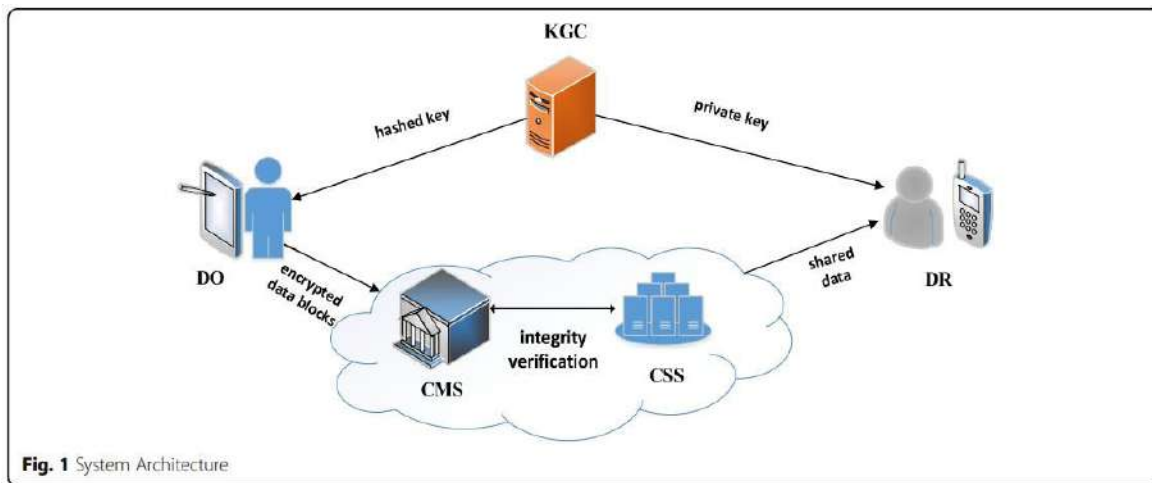 KGC
hashed key
private key
DO
encrypted
data blocks
CMS
integrity
verification
CSS
shared
data
DR
Fig. 1 System Architecture